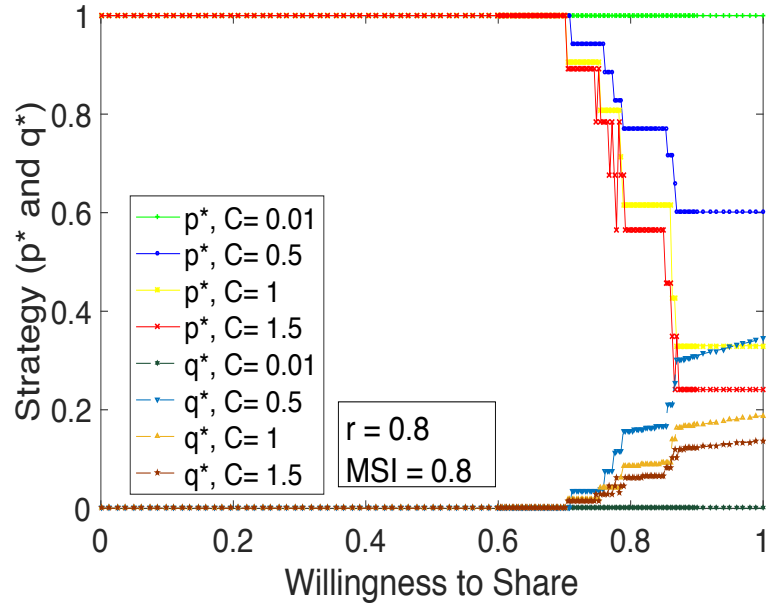 Strategy (p* and q*)
1
0.8
0.6
0.4
0.2
0
p*, C= 0.01
p*, C= 0.5
p*, C= 1
p*, C= 1.5
q*, C= 0.01
q*, C= 0.5
q*, C= 1
q*, C= 1.5
r = 0.8
MSI = 0.8
0 0.2 0.4 0.6 0.8 1
Willingness to Share